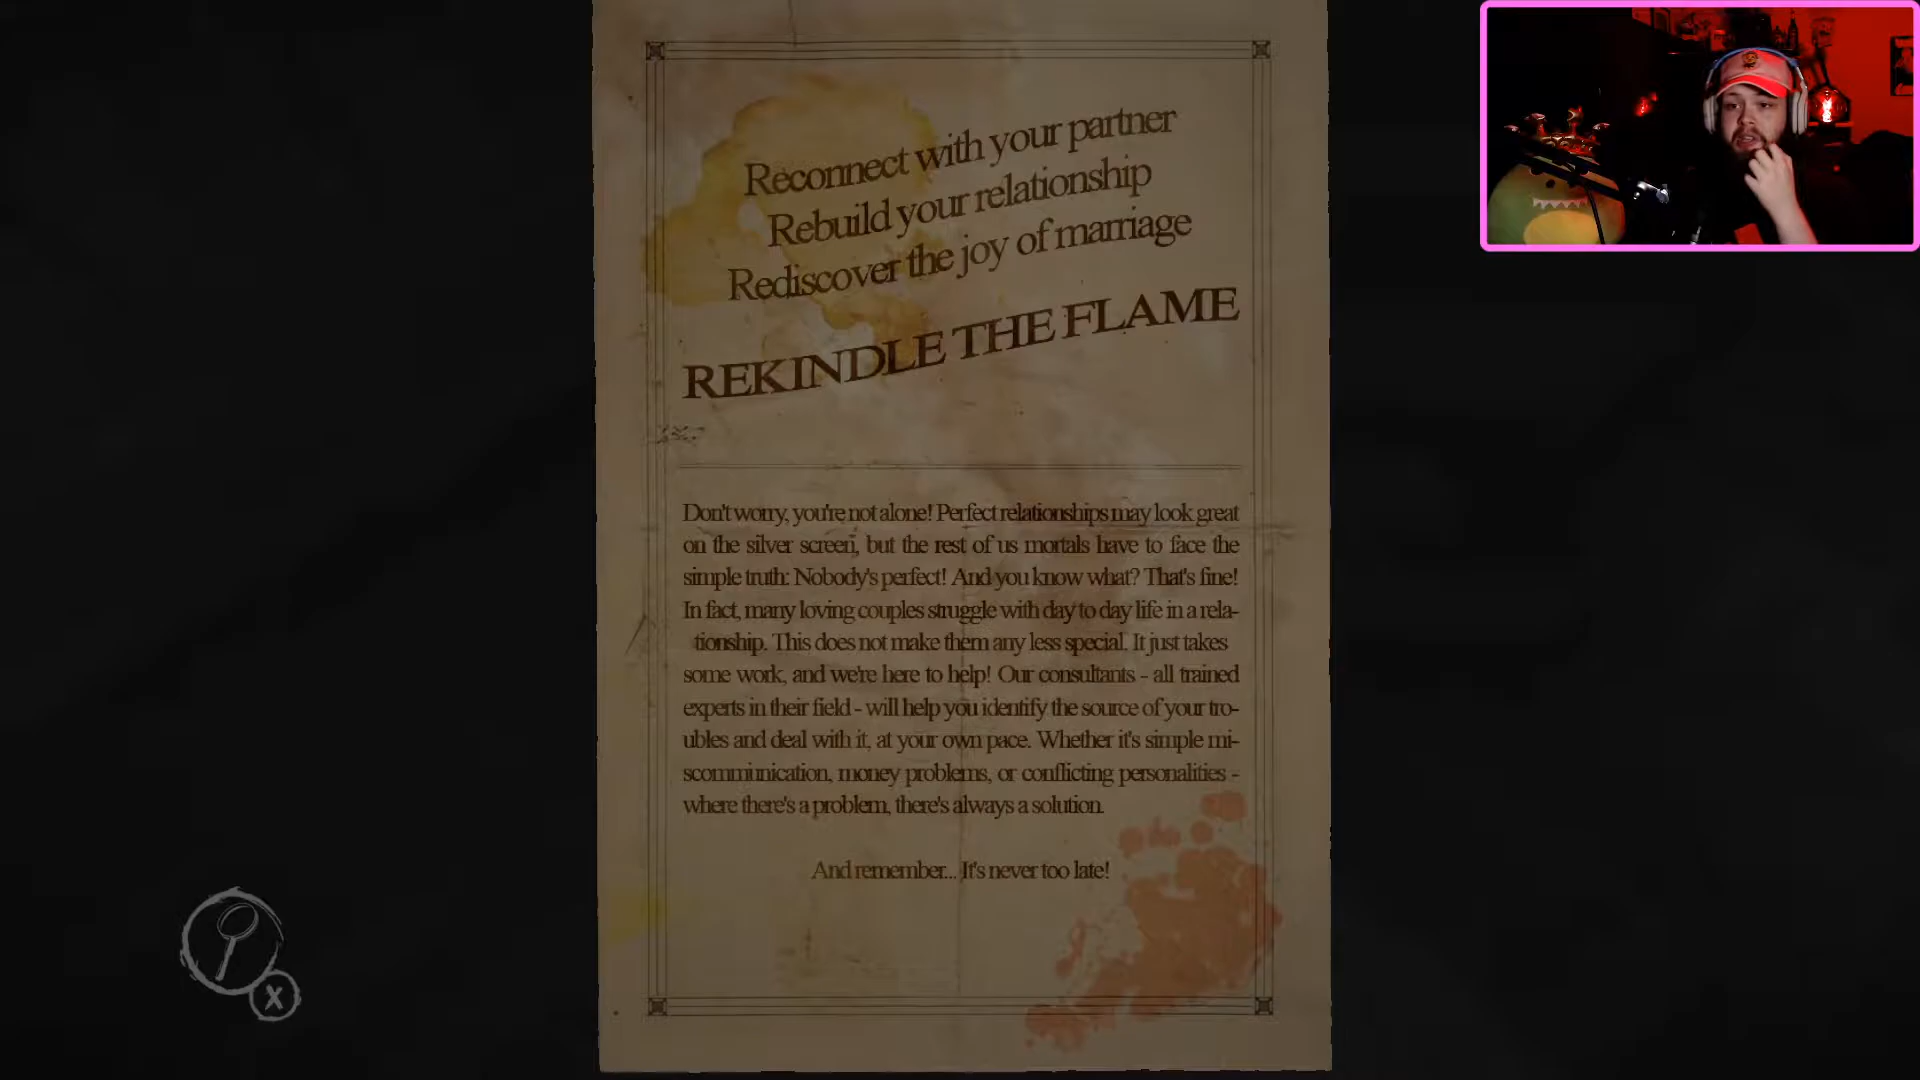 Reconnect with your partner
Rebuild your relationship
Rediscover the joy of marriage
REKINDLE THE FLAME
Don't worry, you're not alone! Perfect relationships may look great
on the silver screen, but the rest of us mortals have to face the
simple truth: Nobody's perfect! And you know what? That's fine!
In fact, many loving couples struggle with day to day life in a rela-
tionship. This does not make them any less special. It just takes
some work, and we're here to help! Our consultants - all trained
experts in their field - will help you identify the source of your tro-
ubles and deal with it, at your own pace. Whether it's simple mi-
scommunication, money problems, or conflicting personalities -
where there's a problem, there's always a solution.
And remember... It's never too late!
X